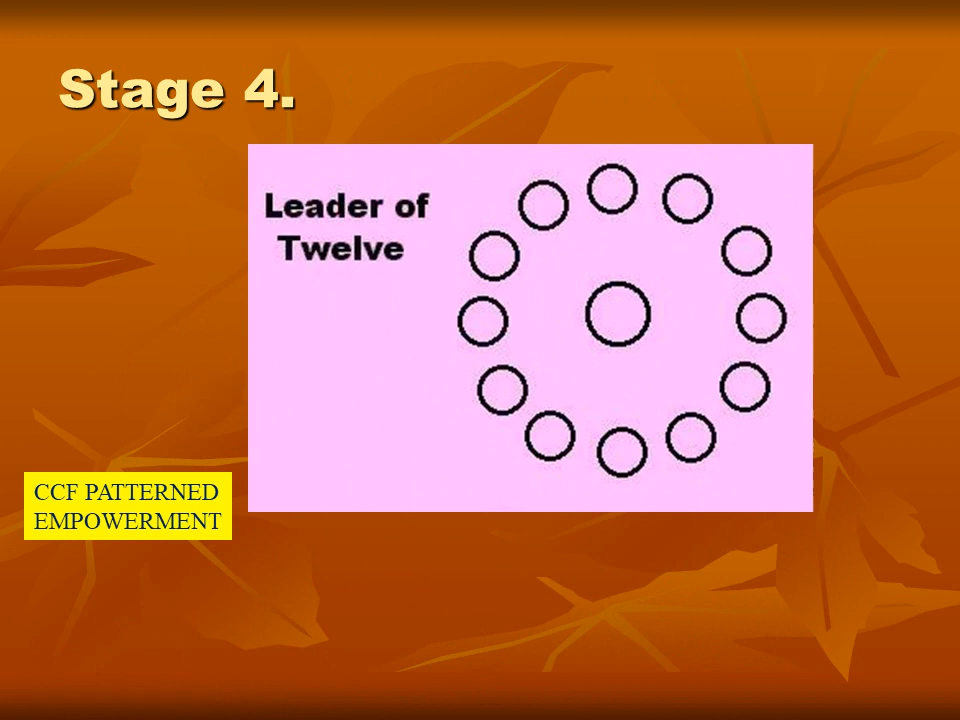 Stage 4.
Leader of
Twelve
CCF PATTERNED
EMPOWERMENT